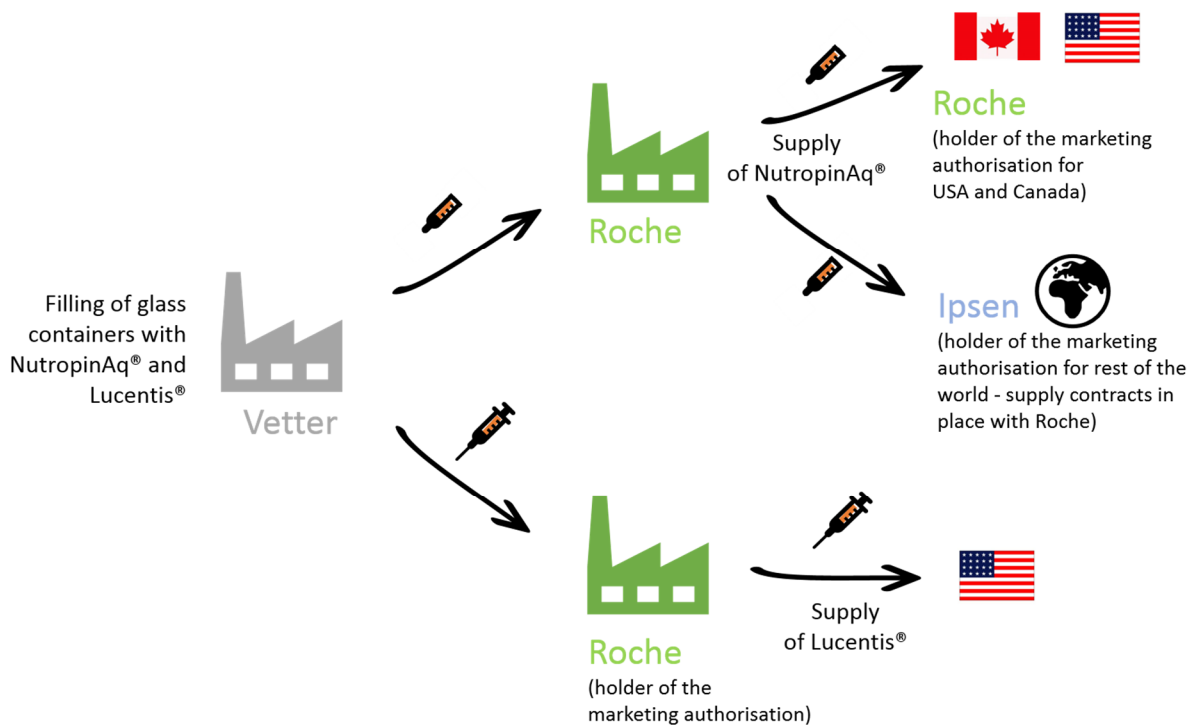 Filling of glass
containers with
NutropinAq® and
Lucentis®
Vetter
Roche
Supply
of NutropinAq®
Roche
(holder of the marketing
authorisation for
USA and Canada)
Ipsen
(holder of the marketing
authorisation for rest of the
world - supply contracts in
place with Roche)
Roche
(holder of the
marketing authorisation)
Supply
of Lucentis®